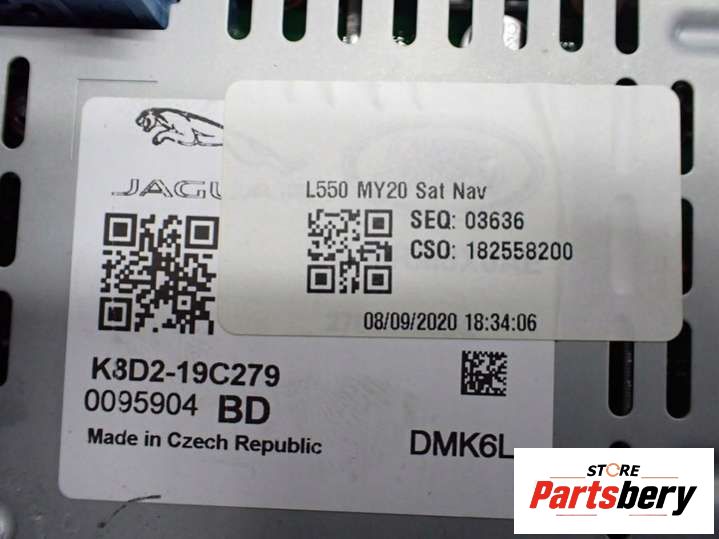 JAGU
L550 MY20 Sat Nav
SEQ: 03636
CSO: 182558200
08/09/2020 18:34:06
K8D2-19C279
0095904 BD
Made in Czech Republic
DMK6L
STORE
Partsbery